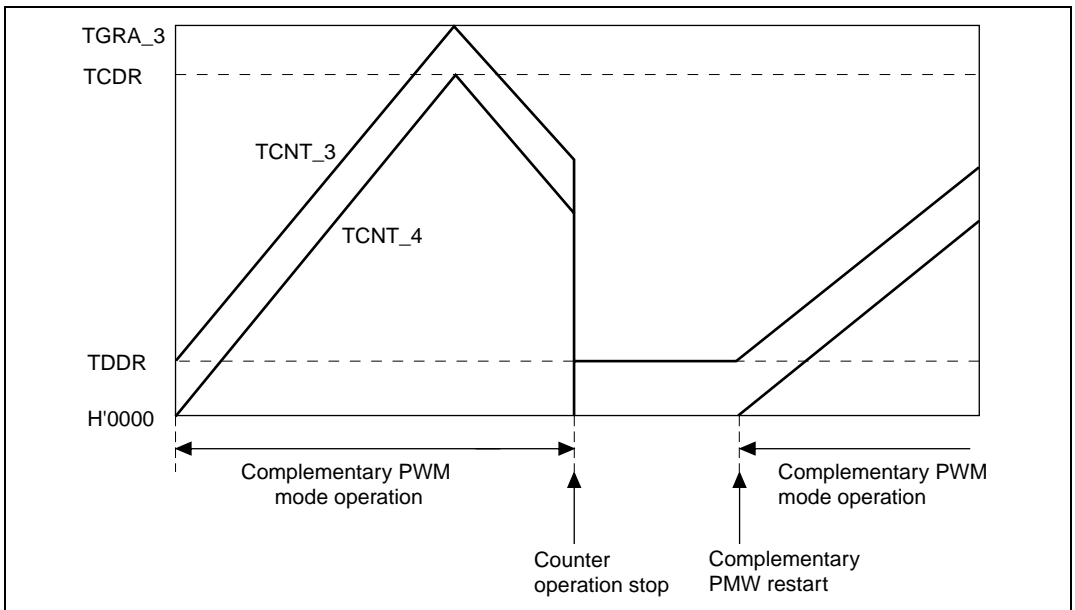 TGRA_3
TCDR
TCNT_3
TCNT_4
TDDR
H'0000
Complementary PWM
mode operation
Complementary PWM
mode operation
Counter
operation stop
Complementary
PMW restart